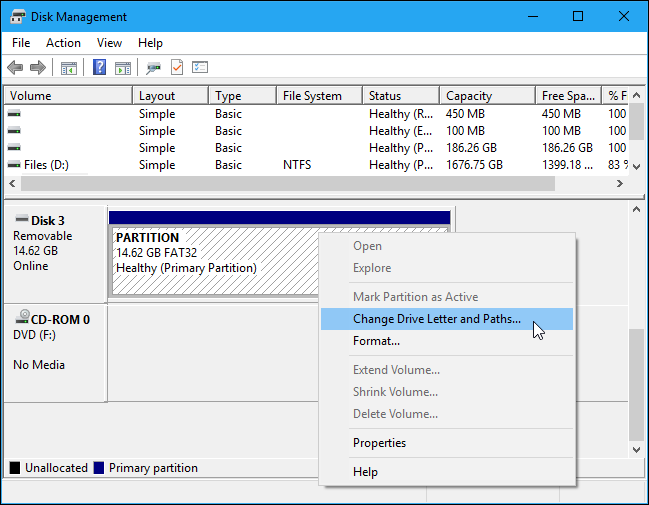 Disk Management
File Action View Help
Volume Layout Type File System Status Capacity Free Spa... % F
Simple Basic Healthy (R... 450 MB 450 MB 100
Simple Basic Healthy (E... 100 MB 100 MB 100
Simple Basic Healthy (P... 186.26 GB 186.26 GB 100
Files (D:) Simple Basic NTFS Healthy (P... 1676.75 GB 1399.18 ... 83 %
Disk 3
Removable
14.62 GB
Online
PARTITION
14.62 GB FAT32
Healthy (Primary Partition)
CD-ROM 0
DVD (F:)
No Media
Open
Explore
Mark Partition as Active
Change Drive Letter and Paths...
Format...
Extend Volume...
Shrink Volume...
Delete Volume...
Properties
Help
Unallocated Primary partition